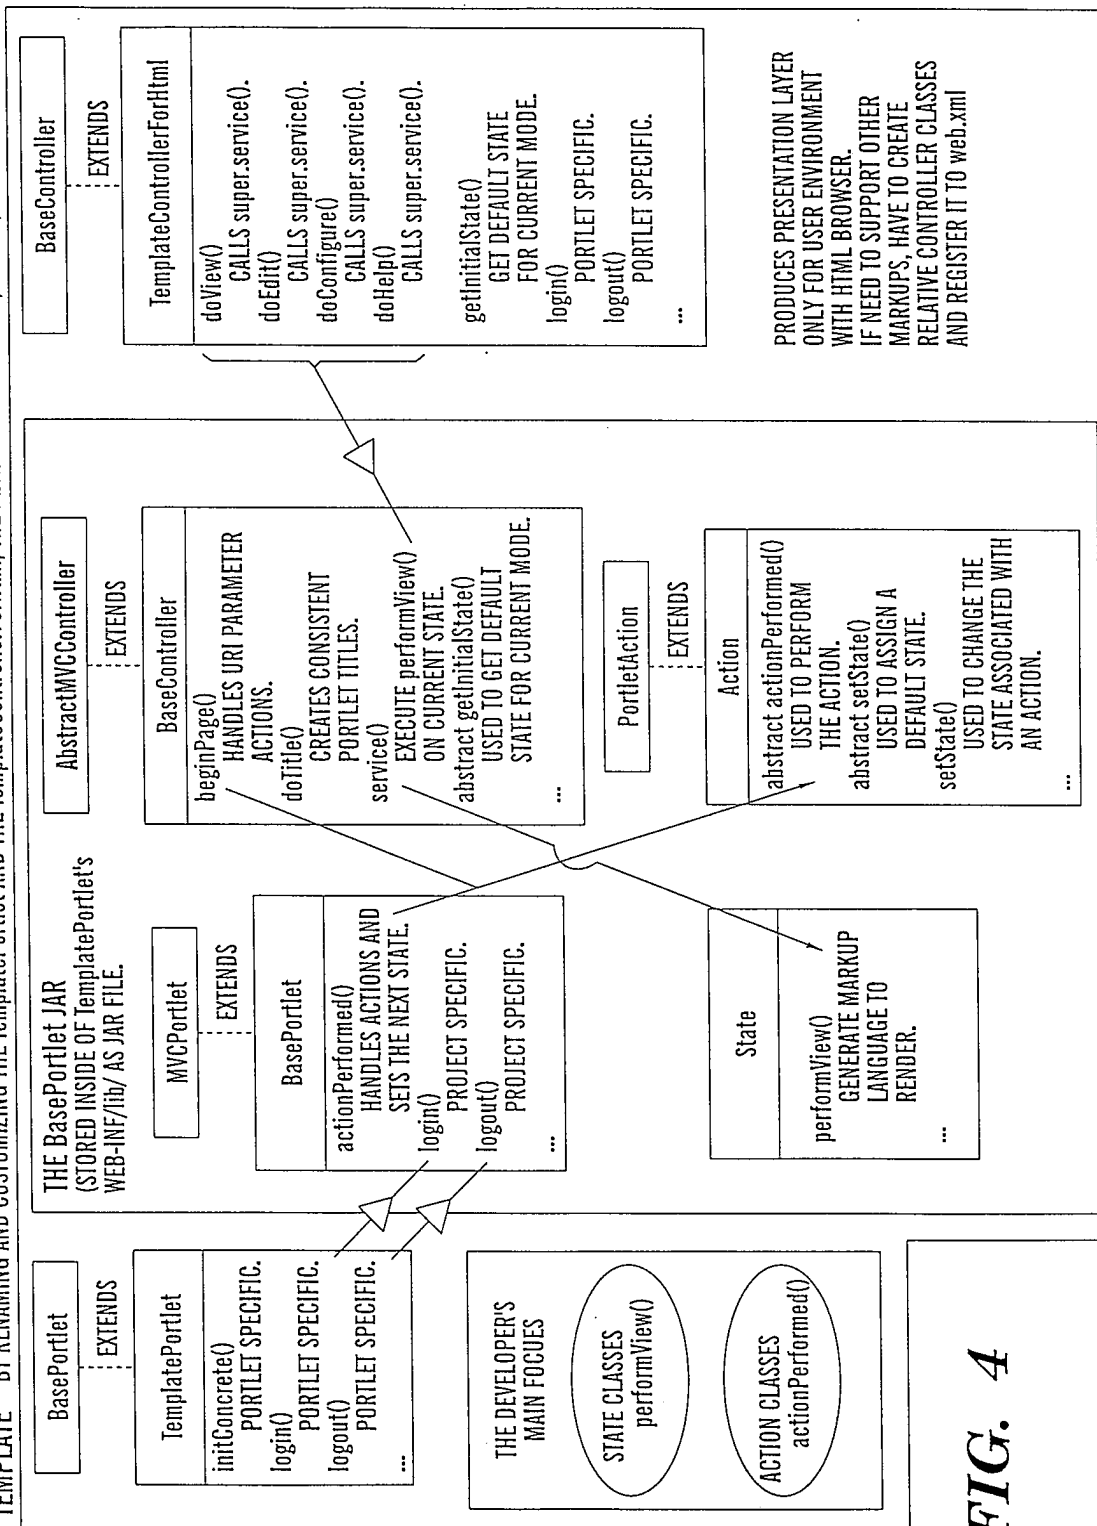 TEMPLATE BY RENAMING AND CUSTOMIZING THE TemplatePortlet AND THE
BasePortlet
EXTENDS
TemplatePortlet
initConcrete()
PORTLET SPECIFIC.
login()
PORTLET SPECIFIC.
logout()
PORTLET SPECIFIC.
...
THE DEVELOPER'S
MAIN FOCUES
STATE CLASSES
performView()
ACTION CLASSES
actionPerformed()
FIG. 4
THE BasePortlet JAR
(STORED INSIDE OF TemplatePortlet's
WEB-INF/lib/ AS JAR FILE.
MVCPortlet
EXTENDS
BasePortlet
actionPerformed()
HANDLES ACTIONS AND
SETS THE NEXT STATE.
login()
PROJECT SPECIFIC.
logout()
PROJECT SPECIFIC.
...
State
performView()
GENERATE MARKUP
LANGUAGE TO
RENDER.
...
AbstractMVCController
EXTENDS
BaseController
beginPage()
HANDLES URI PARAMETER
ACTIONS.
doTitle()
CREATES CONSISTENT
PORTLET TITLES.
service()
EXECUTE performView()
ON CURRENT STATE.
abstract getInitialState()
USED TO GET DEFAULT
STATE FOR CURRENT MODE.
...
PortletAction
EXTENDS
Action
abstract actionPerformed()
USED TO PERFORM
THE ACTION.
abstract setState()
USED TO ASSIGN A
DEFAULT STATE.
setState()
USED TO CHANGE THE
STATE ASSOCIATED WITH
AN ACTION.
...
BaseController
EXTENDS
TemplateControllerForHtml
doView()
CALLS super.service().
doEdit()
CALLS super.service().
doConfigure()
CALLS super.service().
doHelp()
CALLS super.service().
getInitialState()
GET DEFAULT STATE
FOR CURRENT MODE.
login()
PORTLET SPECIFIC.
logout()
PORTLET SPECIFIC.
...
PRODUCES PRESENTATION LAYER
ONLY FOR USER ENVIRONMENT
WITH HTML BROWSER.
IF NEED TO SUPPORT OTHER
MARKUPS, HAVE TO CREATE
RELATIVE CONTROLLER CLASSES
AND REGISTER IT TO web.xml